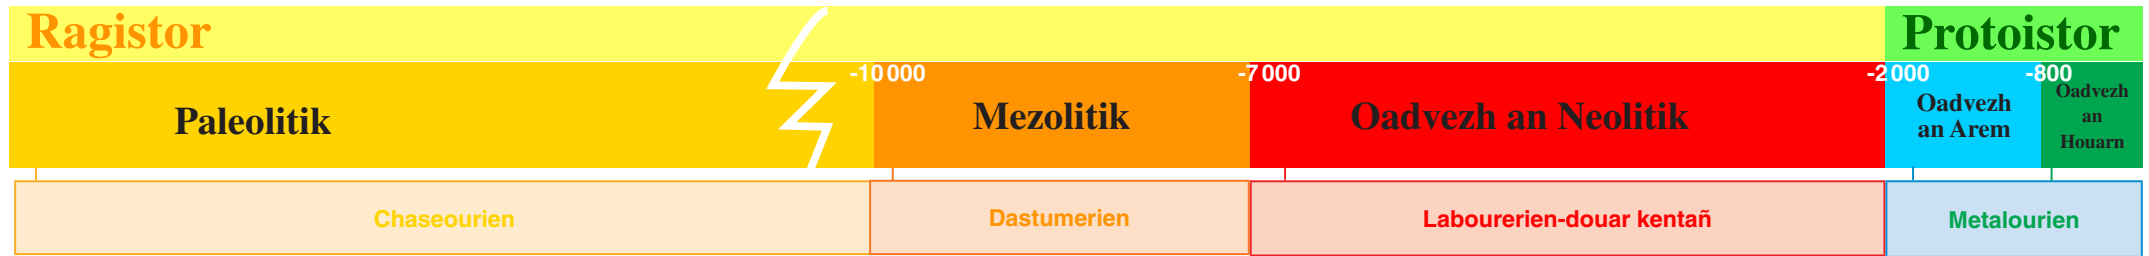 Ragistor
Protoistor
-10 000
-7 000
-2 000
-800
Paleolitik
Mezolitik
Oadvezh an Neolitik
Oadvezh
an Arem
Oadvezh
an
Houarn
Chaseourien
Dastumerien
Labourerien-douar kentañ
Metalourien